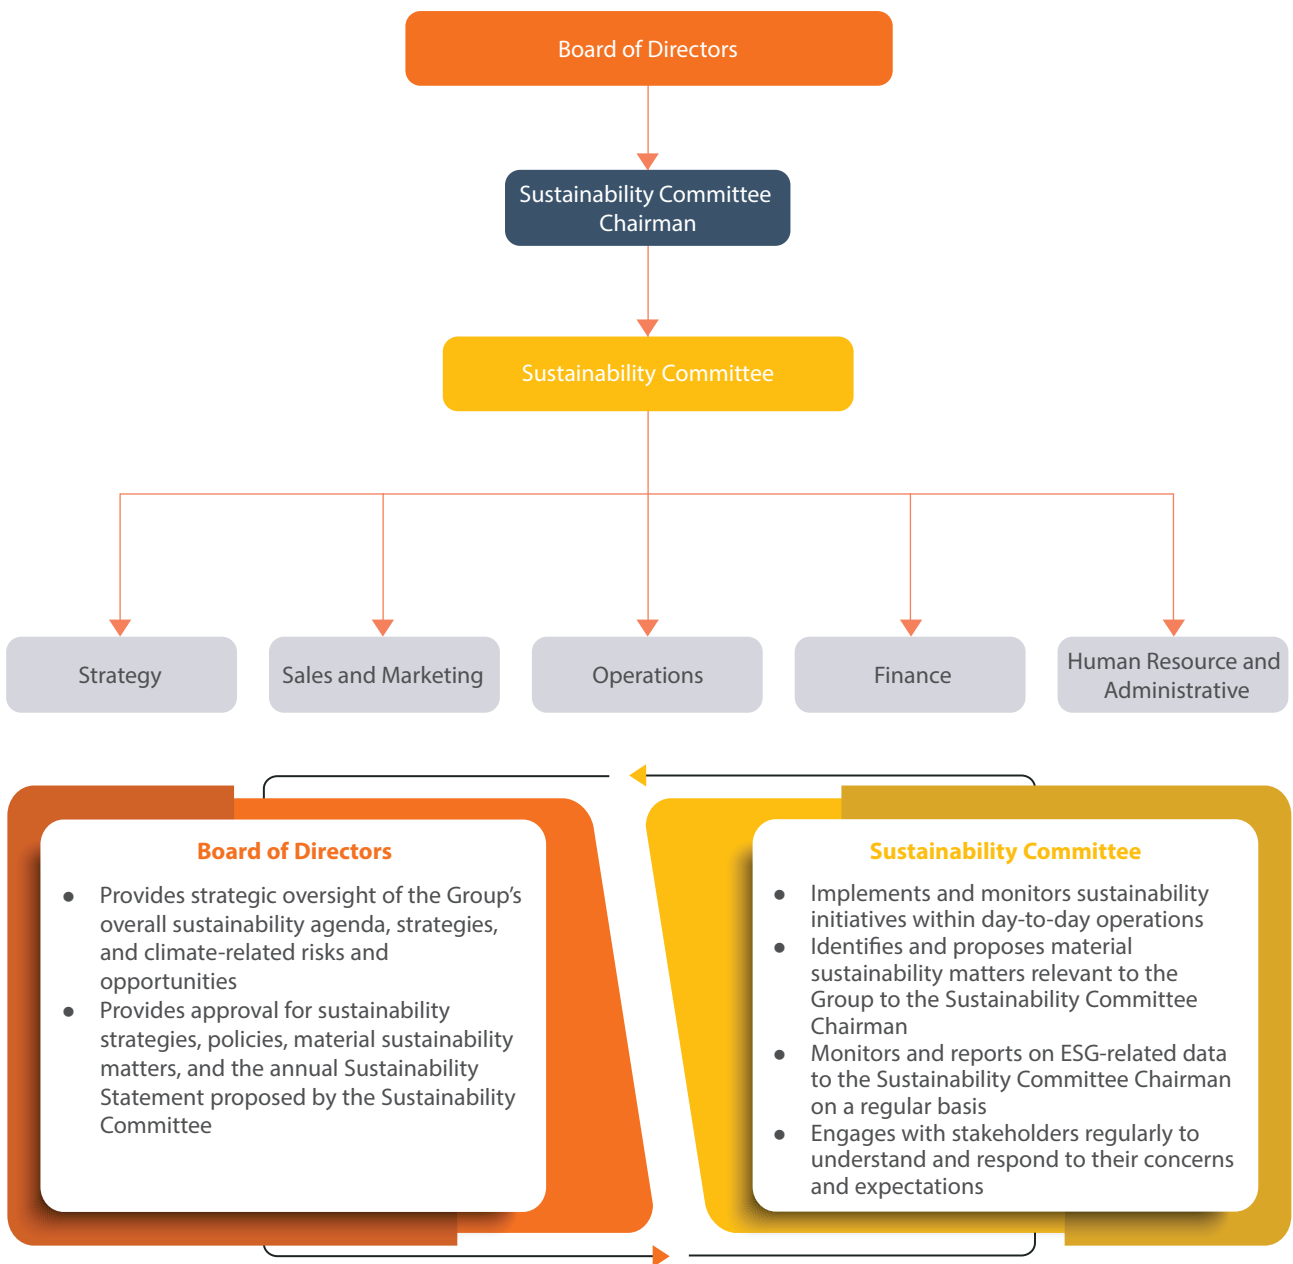 Board of Directors
Sustainability Committee
Chairman
Sustainability Committee
Strategy
Sales and Marketing
Operations
Finance
Human Resource and
Administrative
Board of Directors
● Provides strategic oversight of the Group’s
overall sustainability agenda, strategies,
and climate-related risks and
opportunities
● Provides approval for sustainability
strategies, policies, material sustainability
matters, and the annual Sustainability
Statement proposed by the Sustainability
Committee
Sustainability Committee
● Implements and monitors sustainability
initiatives within day-to-day operations
● Identifies and proposes material
sustainability matters relevant to the
Group to the Sustainability Committee
Chairman
● Monitors and reports on ESG-related data
to the Sustainability Committee Chairman
on a regular basis
● Engages with stakeholders regularly to
understand and respond to their concerns
and expectations